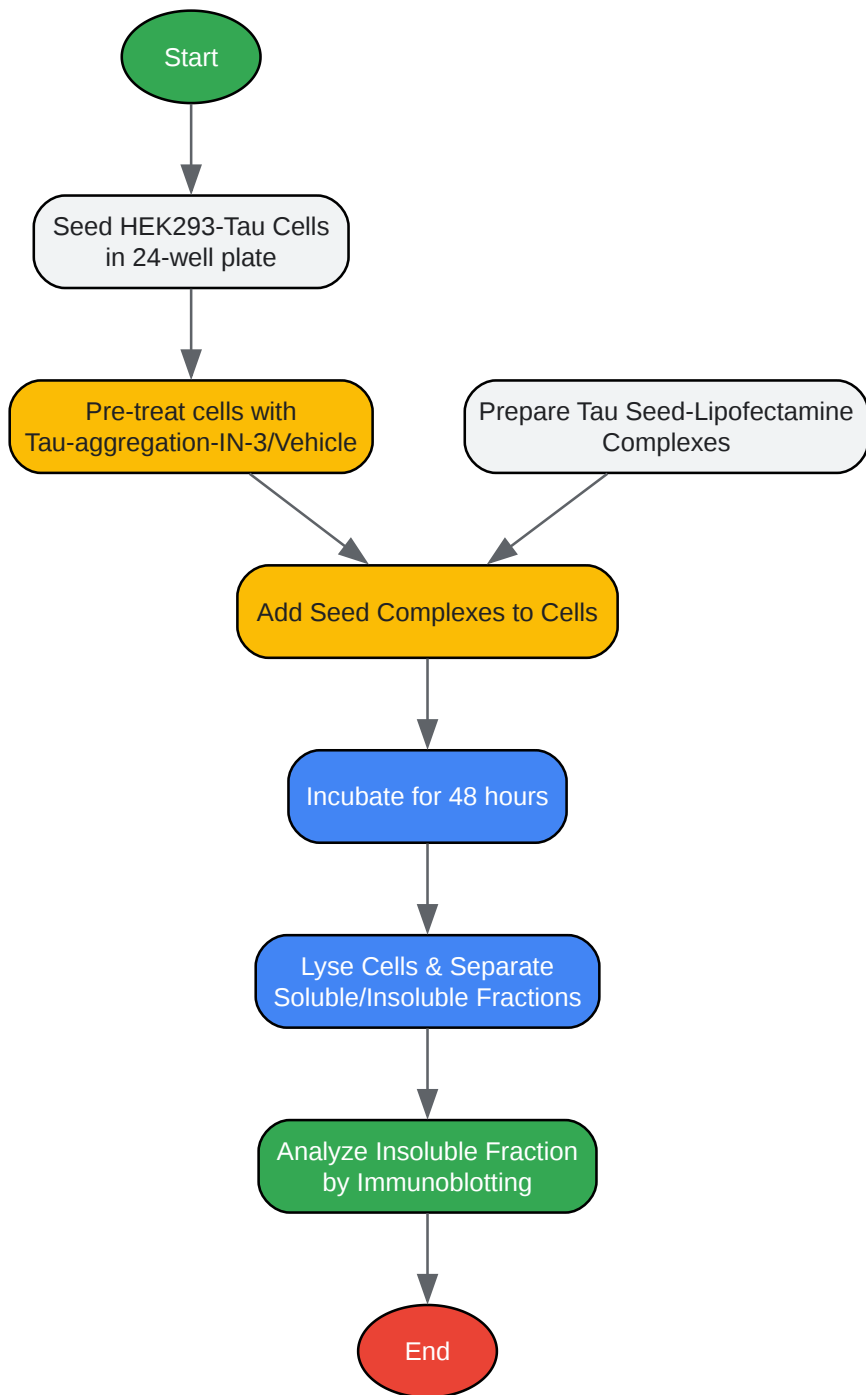 Start
Seed HEK293-Tau Cells
in 24-well plate
Pre-treat cells with
Tau-aggregation-IN-3/Vehicle
Prepare Tau Seed-Lipofectamine
Complexes
Add Seed Complexes to Cells
Incubate for 48 hours
Lyse Cells & Separate
Soluble/Insoluble Fractions
Analyze Insoluble Fraction
by Immunoblotting
End